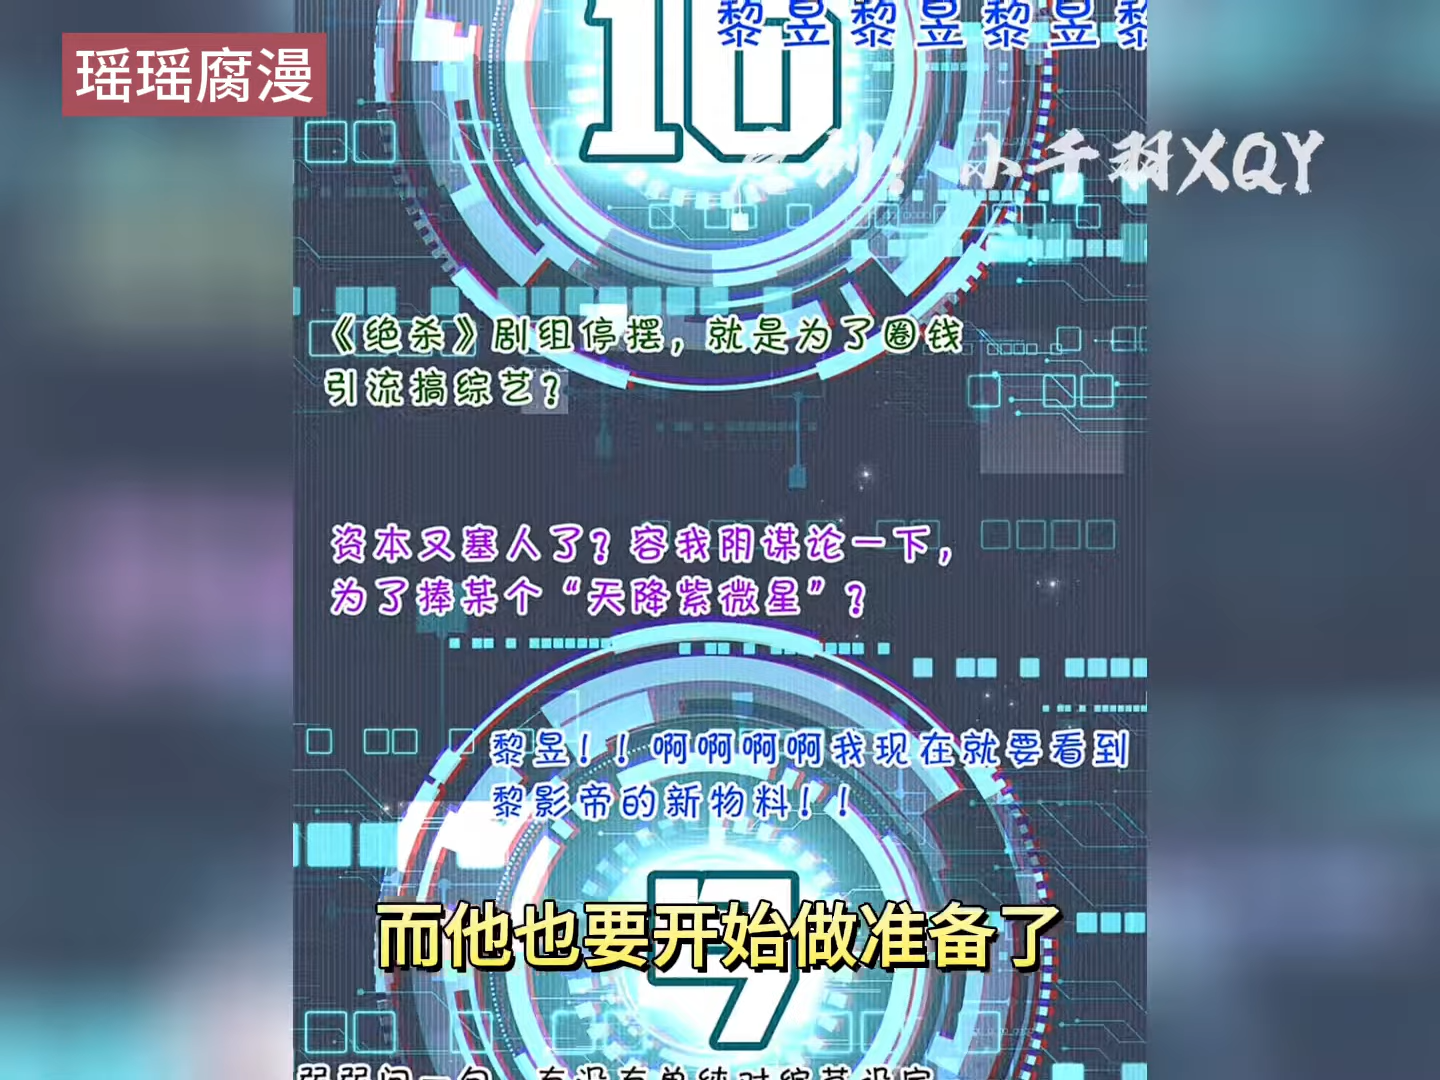 黎昱黎昱黎昱黎
瑶瑶腐漫
10
小千羽XQY
《绝杀》剧组停摆，就是为了圈钱
引流搞综艺？
资本又塞人了？容我阴谋论一下，
为了捧某个“天降紫微星”？
黎昱！！啊啊啊啊我现在就要看到
黎影帝的新物料！！
而他也要开始做准备了